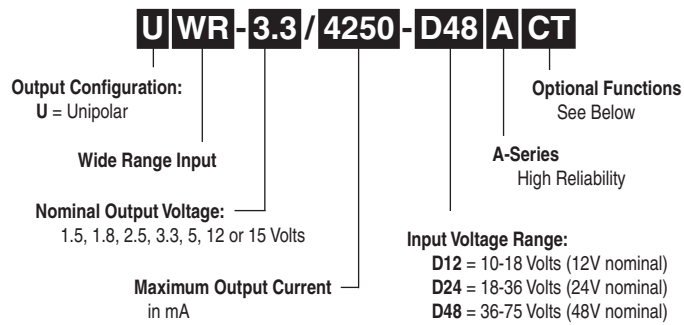 U WR - 3.3 / 4250 - D48 A CT
Output Configuration:
U = Unipolar
Optional Functions
See Below
Wide Range Input
A-Series
High Reliability
Nominal Output Voltage:
1.5, 1.8, 2.5, 3.3, 5, 12 or 15 Volts
Input Voltage Range:
D12 = 10-18 Volts (12V nominal)
D24 = 18-36 Volts (24V nominal)
D48 = 36-75 Volts (48V nominal)
Maximum Output Current
in mA